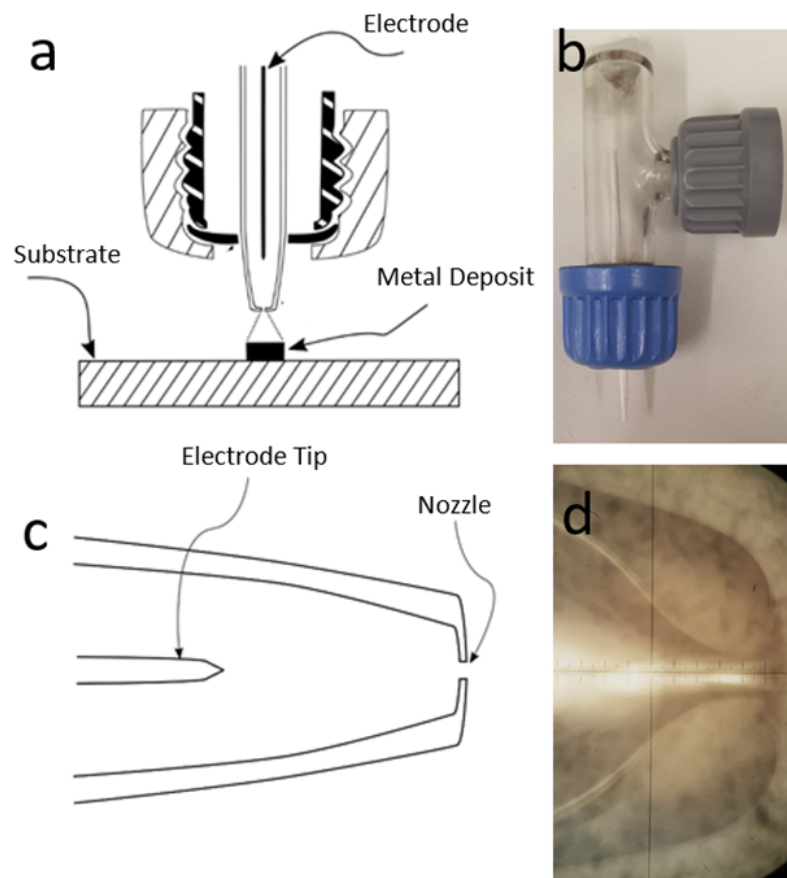 a
Electrode
b
Substrate
Metal Deposit
Electrode Tip
c
Nozzle
d